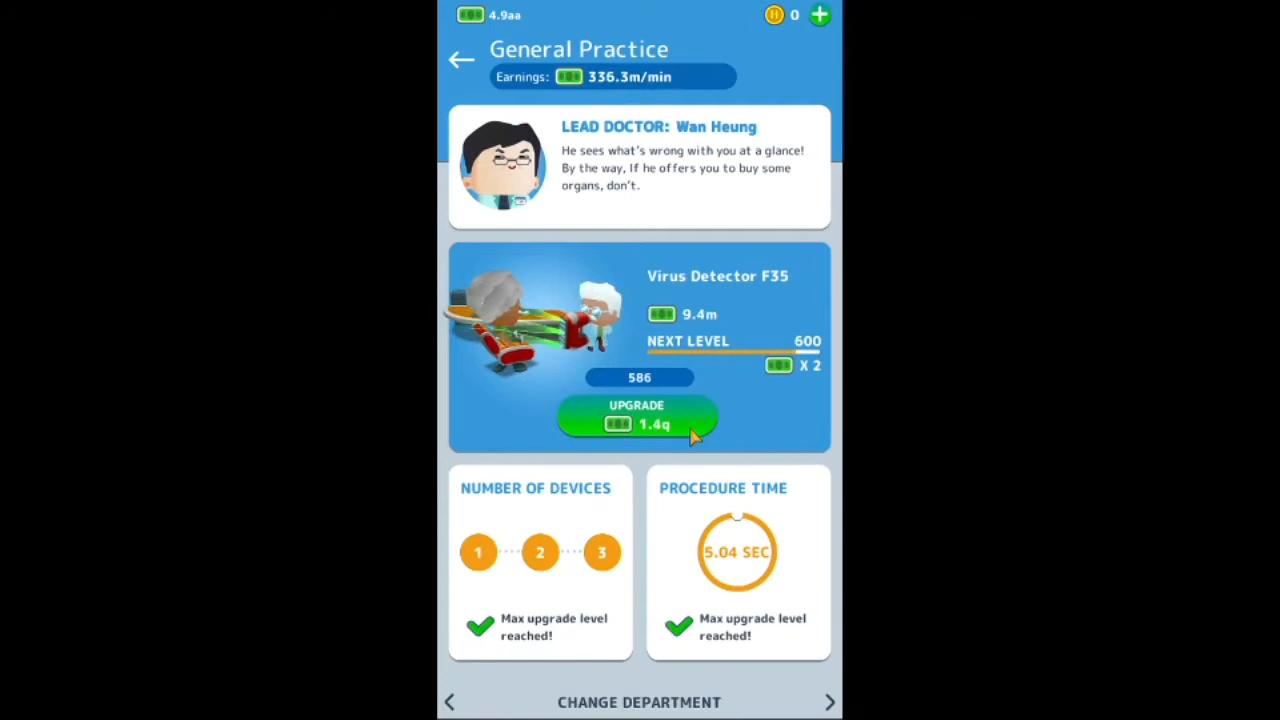 4.9aa
0
General Practice
Earnings: 336.3m/min
LEAD DOCTOR: Wan Heung
He sees what's wrong with you at a glance!
By the way, If he offers you to buy some
organs, don't.
Virus Detector F35
9.4m
NEXT LEVEL 600
X 2
586
UPGRADE
1.4q
NUMBER OF DEVICES
1 2 3
Max upgrade level
reached!
PROCEDURE TIME
5.04 SEC
Max upgrade level
reached!
CHANGE DEPARTMENT